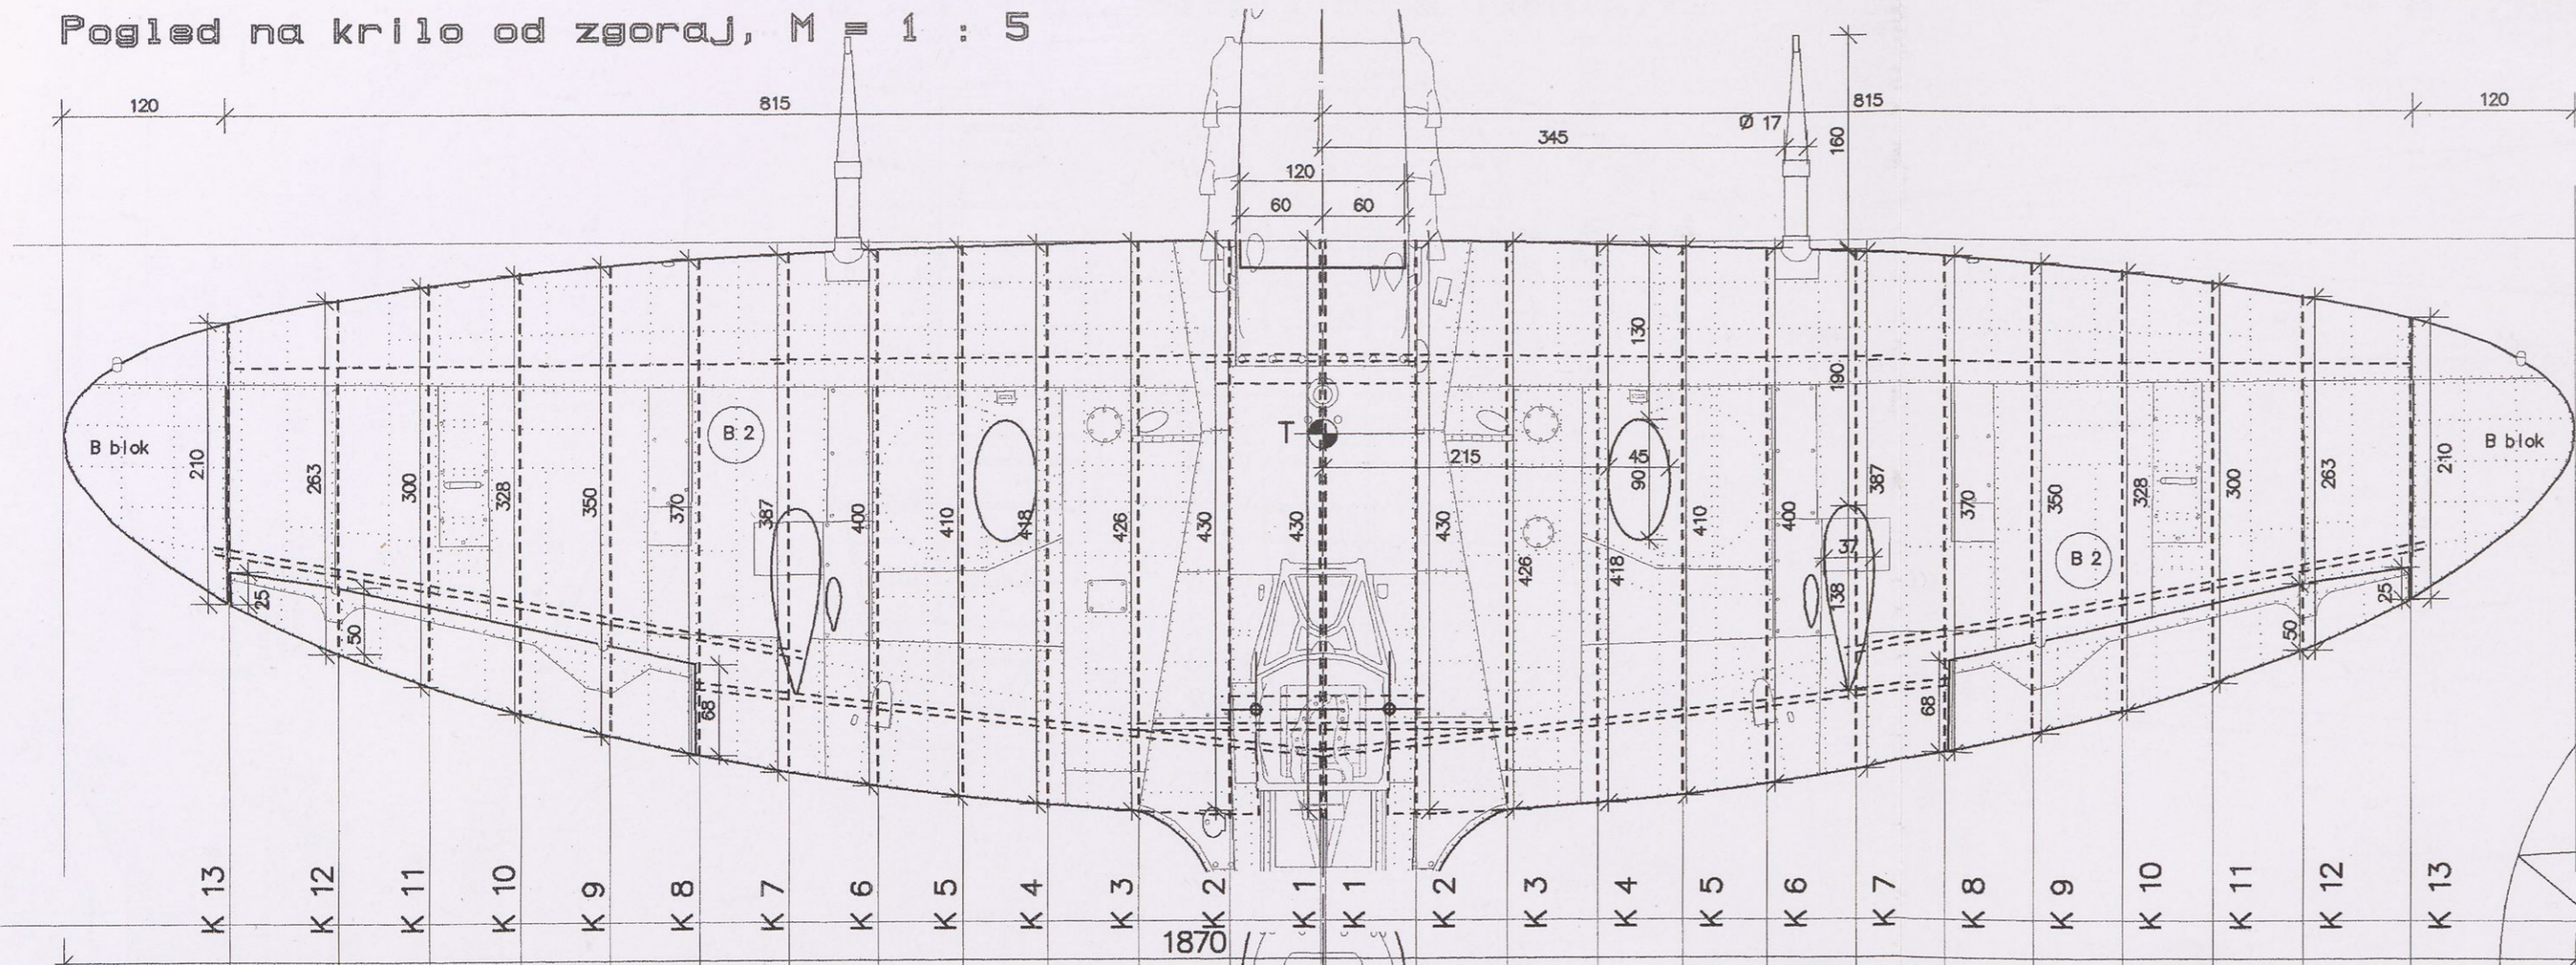 Pogled na krilo od zgoraj, M = 1 : 5
120 815 815 120
345 Ø 17 160
120
60 60
130
190
T
B 2
B blok B blok
215 45
90
210 263 300 328 350 370 387 400 410 418 426 430 430 430 426 418 410 400 387 370 350 328 300 263 210
B 2
37
138
25 50 68 68 50 25
K 13 K 12 K 11 K 10 K 9 K 8 K 7 K 6 K 5 K 4 K 3 K 2 K 1 K 1 K 2 K 3 K 4 K 5 K 6 K 7 K 8 K 9 K 10 K 11 K 12 K 13
1870